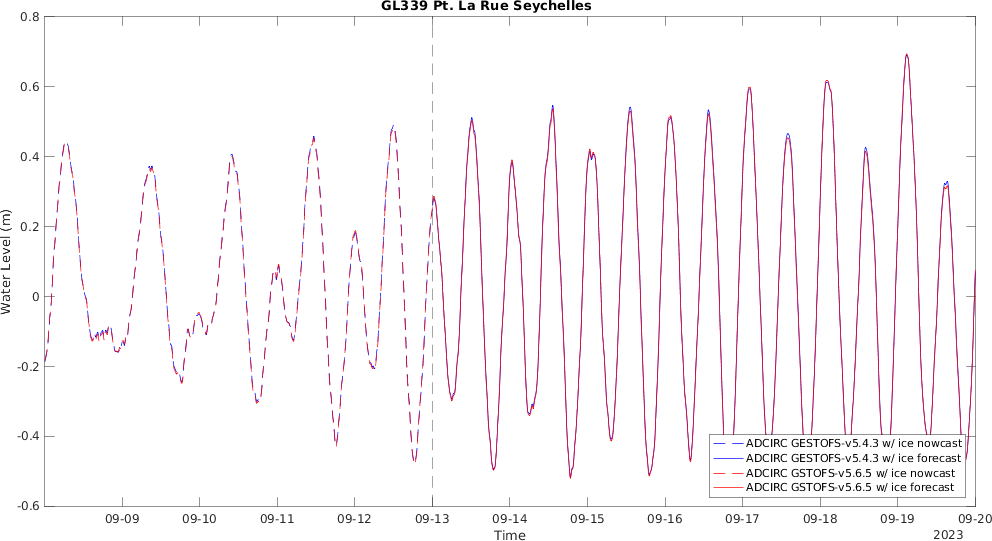 GL339 Pt. La Rue Seychelles
Water Level (m)
0.8
0.6
0.4
0.2
0
-0.2
-0.4
-0.6
ADCIRC GESTOFS-v5.4.3 w/ ice nowcast
ADCIRC GESTOFS-v5.4.3 w/ ice forecast
ADCIRC GSTOFS-v5.6.5 w/ ice nowcast
ADCIRC GSTOFS-v5.6.5 w/ ice forecast
09-09 09-10 09-11 09-12 09-13 09-14 09-15 09-16 09-17 09-18 09-19 09-20
Time
2023